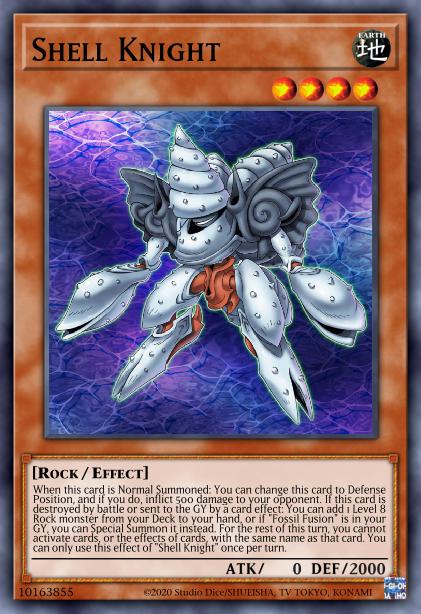 SHELL KNIGHT
EARTH
地
[ROCK / EFFECT]
When this card is Normal Summoned: You can change this card to Defense
Position, and if you do, inflict 500 damage to your opponent. If this card is
destroyed by battle or sent to the GY by a card effect: You can add 1 Level 8
Rock monster from your Deck to your hand, or if "Fossil Fusion" is in your
GY, you can Special Summon it instead. For the rest of this turn, you cannot
activate cards, or the effects of cards, with the same name as that card. You
can only use this effect of "Shell Knight" once per turn.
ATK/ 0 DEF/2000
10163855 ©2020 Studio Dice/SHUEISHA, TV TOKYO, KONAMI